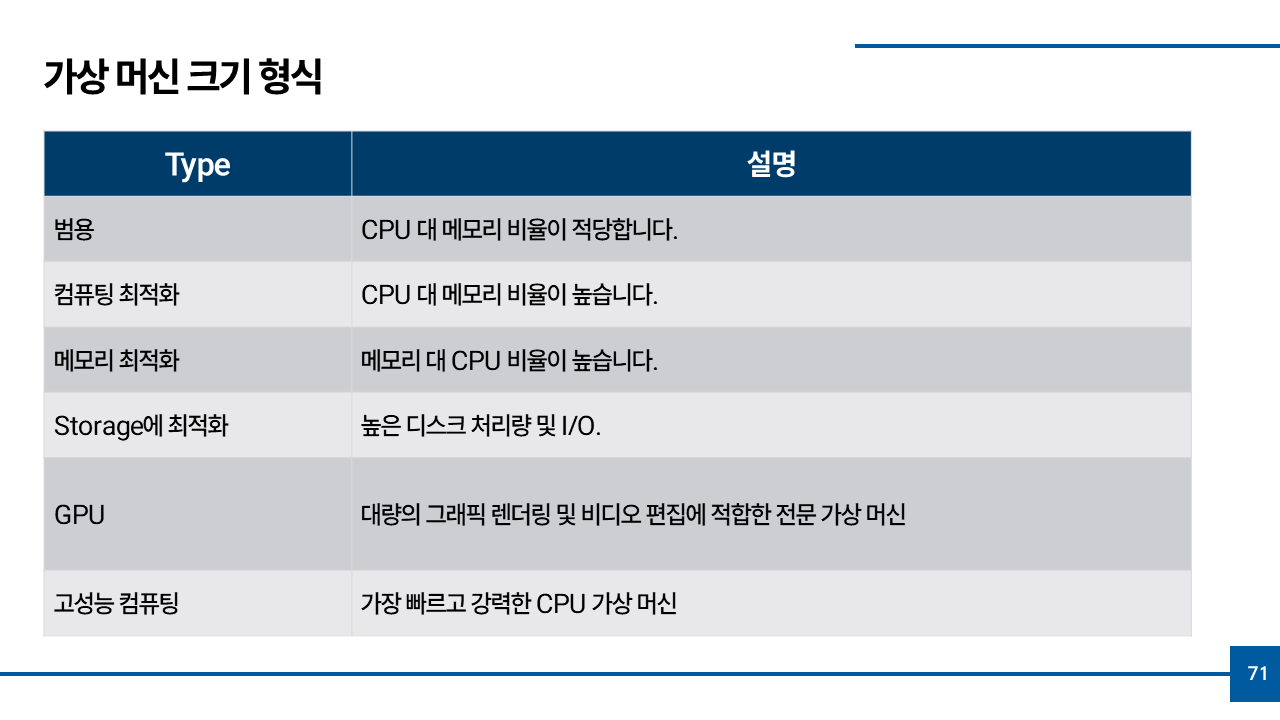 가상 머신 크기 형식
Type
설명
범용
CPU 대 메모리 비율이 적당합니다.
컴퓨팅 최적화
CPU 대 메모리 비율이 높습니다.
메모리 최적화
메모리 대 CPU 비율이 높습니다.
Storage에 최적화
높은 디스크 처리량 및 I/O.
GPU
대량의 그래픽 렌더링 및 비디오 편집에 적합한 전문 가상 머신
고성능 컴퓨팅
가장 빠르고 강력한 CPU 가상 머신
71